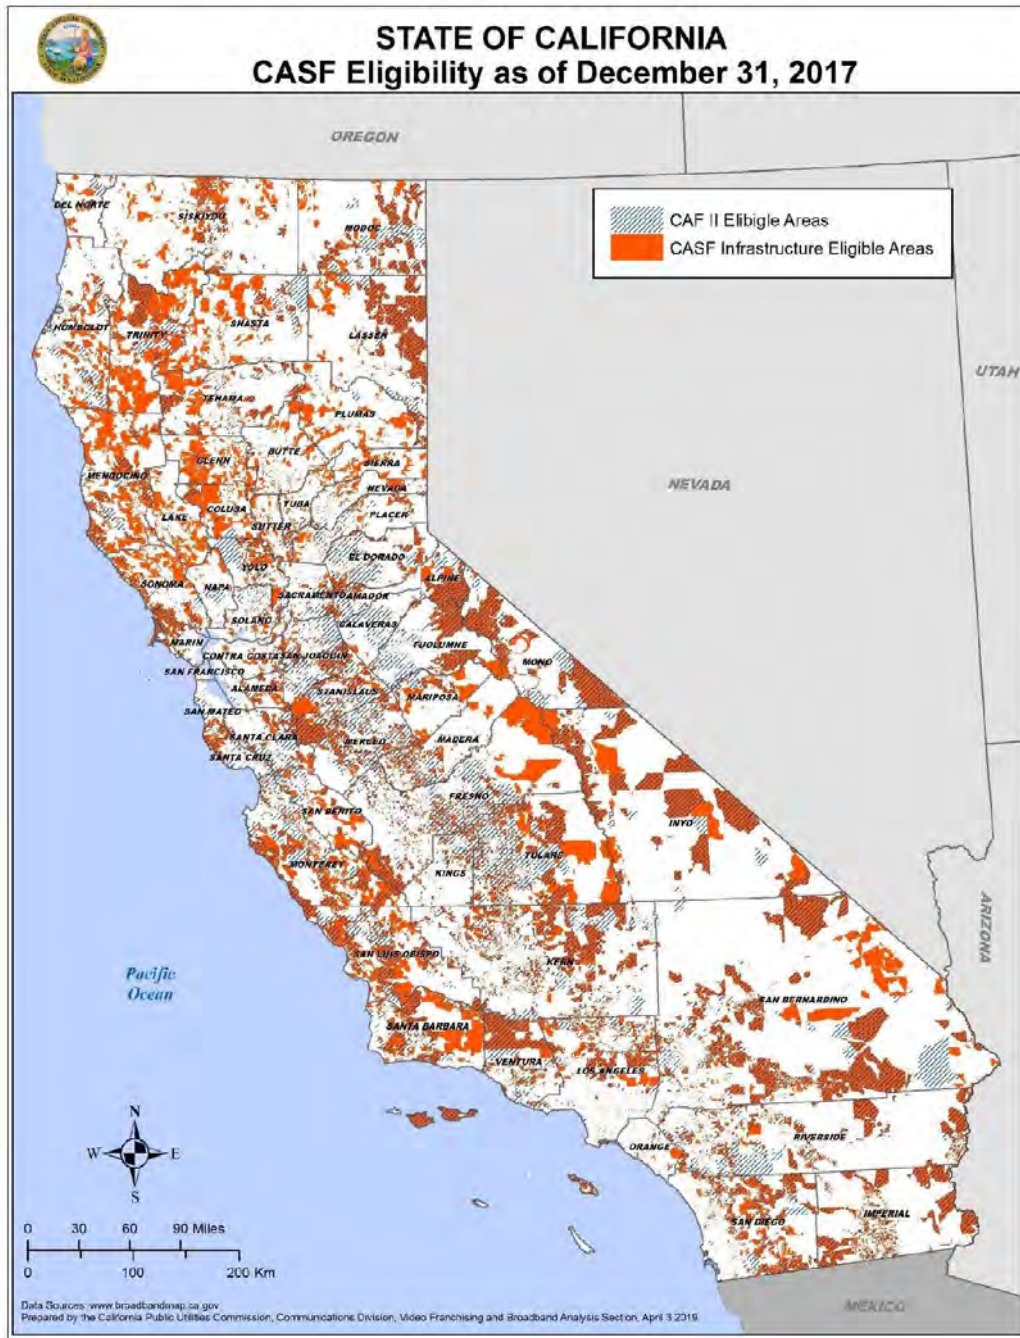 STATE OF CALIFORNIA
CASF Eligibility as of December 31, 2017
OREGON
CAF II Elibigle Areas
CASF Infrastructure Eligible Areas
DEL NORTE
SISKIYOU
MODOC
HUMBOLDT
TRINITY
SHASTA
LASSEN
UTAH
TEHAMA
PLUMAS
BUTTE
GLENN
SIERRA
MENDOCINO
NEVADA
NEVADA
LAKE
COLUSA
YUBA
PLACER
SUTTER
EL DORADO
YOLO
ALPINE
SONOMA
NAPA
SACRAMENTO
AMADOR
SOLANO
CALAVERAS
MARIN
TUOLUMNE
CONTRA COSTA
SAN JOAQUIN
MONO
SAN FRANCISCO
ALAMEDA
STANISLAUS
MARIPOSA
SAN MATEO
SANTA CLARA
MERCED
MADERA
SANTA CRUZ
FRESNO
SAN BENITO
INYO
MONTEREY
TULARE
KINGS
ARIZONA
SAN LUIS OBISPO
KERN
Pacific
Ocean
SAN BERNARDINO
SANTA BARBARA
VENTURA
LOS ANGELES
N
W
E
S
ORANGE
RIVERSIDE
SAN DIEGO
IMPERIAL
0 30 60 90 Miles
0 100 200 Km
MEXICO
Data Sources: www.broadbandmap.ca.gov
Prepared by the California Public Utilities Commission, Communications Division, Video Franchising and Broadband Analysis Section, April 3 2019